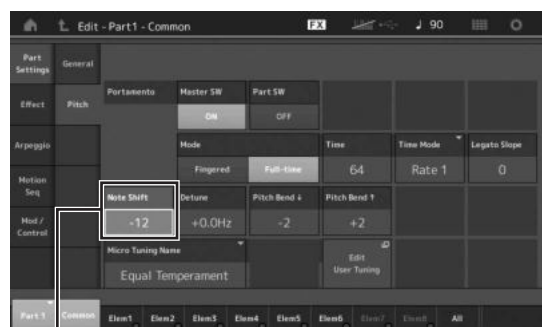 Edit - Part1 - Common FX 90
Part Settings General
Portamento Master SW Part SW
ON OFF
Effect Pitch
Arpeggio Mode Time Time Mode Legato Slope
Fingered Full-time 64 Rate 1 0
Motion Seq Note Shift Detune Pitch Bend ↓ Pitch Bend ↑
-12 +0.0Hz -2 +2
Mod / Control Micro Tuning Name Edit User Tuning
Equal Temperament
Part 1 Common Elem1 Elem2 Elem3 Elem4 Elem5 Elem6 Elem7 Elem8 All